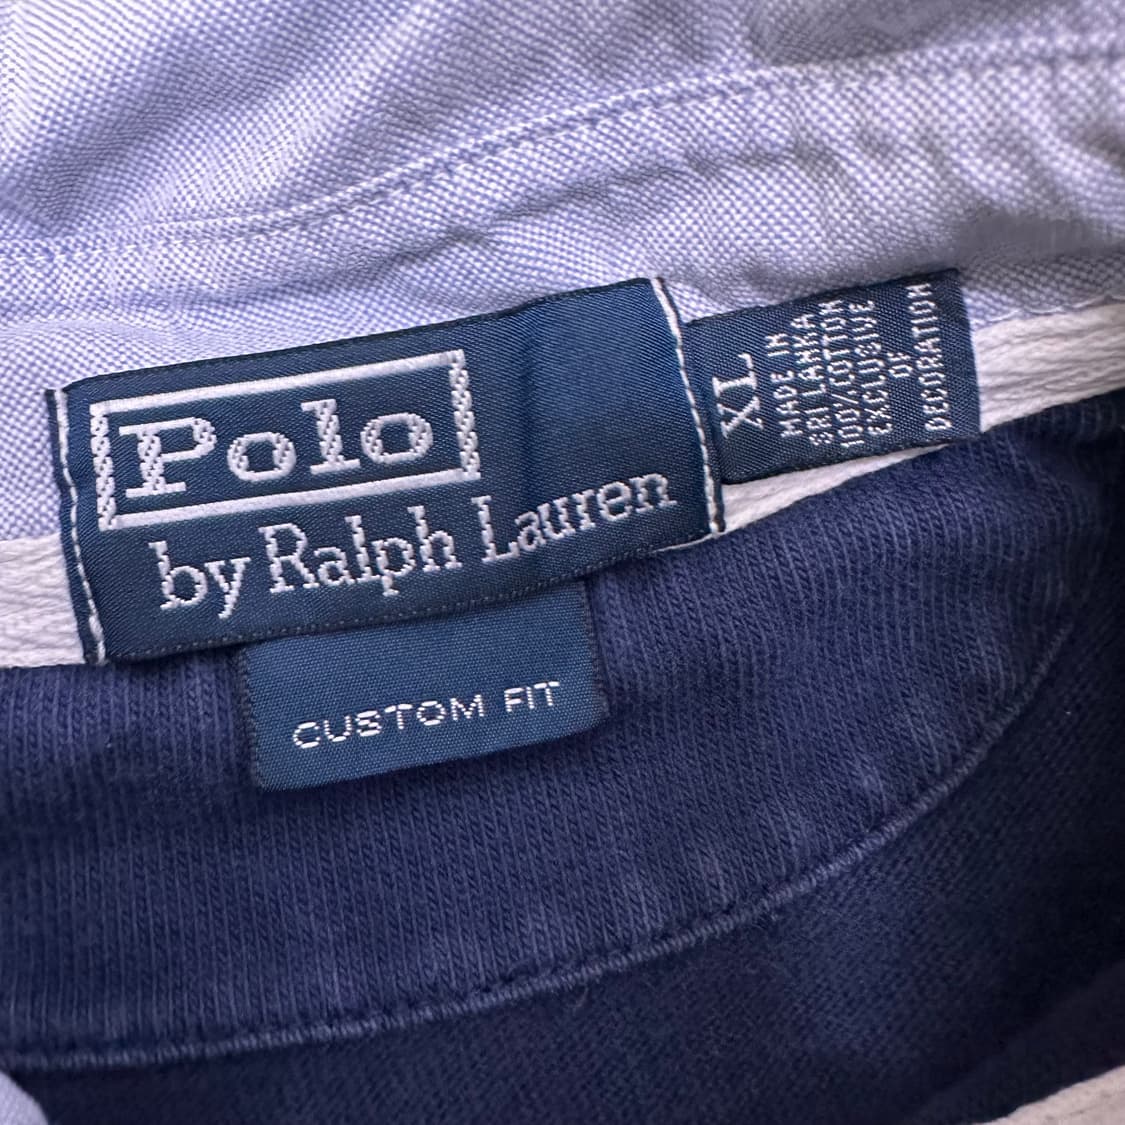 Polo
by Ralph Lauren
CUSTOM FIT
XL
MADE IN
SRI LANKA
100%COTTON
EXCLUSIVE
OF
DECORATION